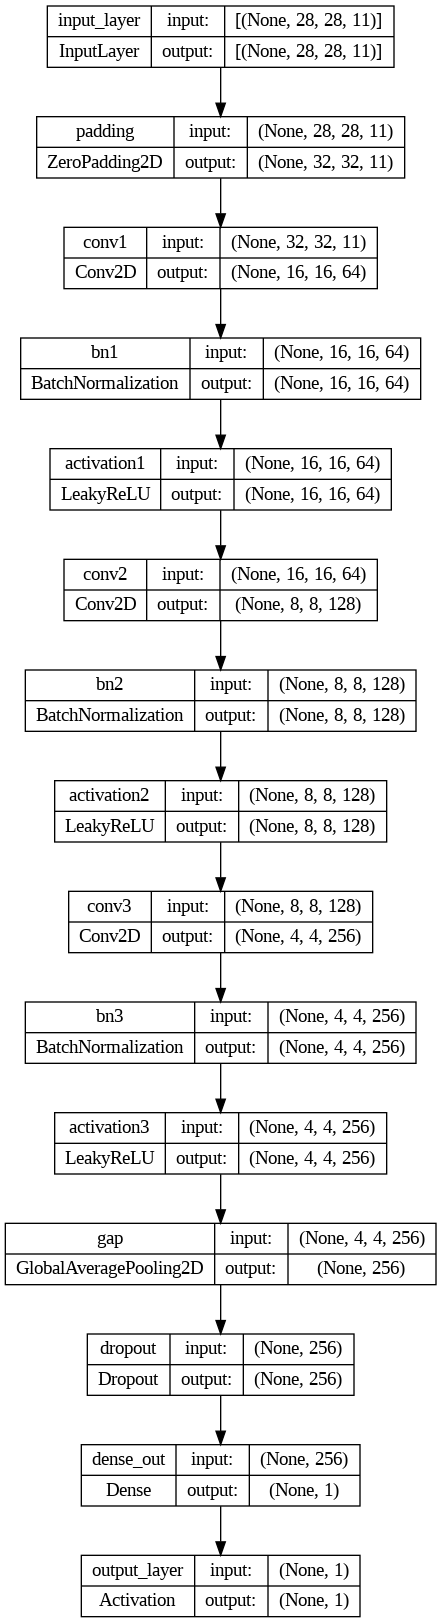 input_layer input: [(None, 28, 28, 11)]
InputLayer output: [(None, 28, 28, 11)]
padding input: (None, 28, 28, 11)
ZeroPadding2D output: (None, 32, 32, 11)
conv1 input: (None, 32, 32, 11)
Conv2D output: (None, 16, 16, 64)
bn1 input: (None, 16, 16, 64)
BatchNormalization output: (None, 16, 16, 64)
activation1 input: (None, 16, 16, 64)
LeakyReLU output: (None, 16, 16, 64)
conv2 input: (None, 16, 16, 64)
Conv2D output: (None, 8, 8, 128)
bn2 input: (None, 8, 8, 128)
BatchNormalization output: (None, 8, 8, 128)
activation2 input: (None, 8, 8, 128)
LeakyReLU output: (None, 8, 8, 128)
conv3 input: (None, 8, 8, 128)
Conv2D output: (None, 4, 4, 256)
bn3 input: (None, 4, 4, 256)
BatchNormalization output: (None, 4, 4, 256)
activation3 input: (None, 4, 4, 256)
LeakyReLU output: (None, 4, 4, 256)
gap input: (None, 4, 4, 256)
GlobalAveragePooling2D output: (None, 256)
dropout input: (None, 256)
Dropout output: (None, 256)
dense_out input: (None, 256)
Dense output: (None, 1)
output_layer input: (None, 1)
Activation output: (None, 1)